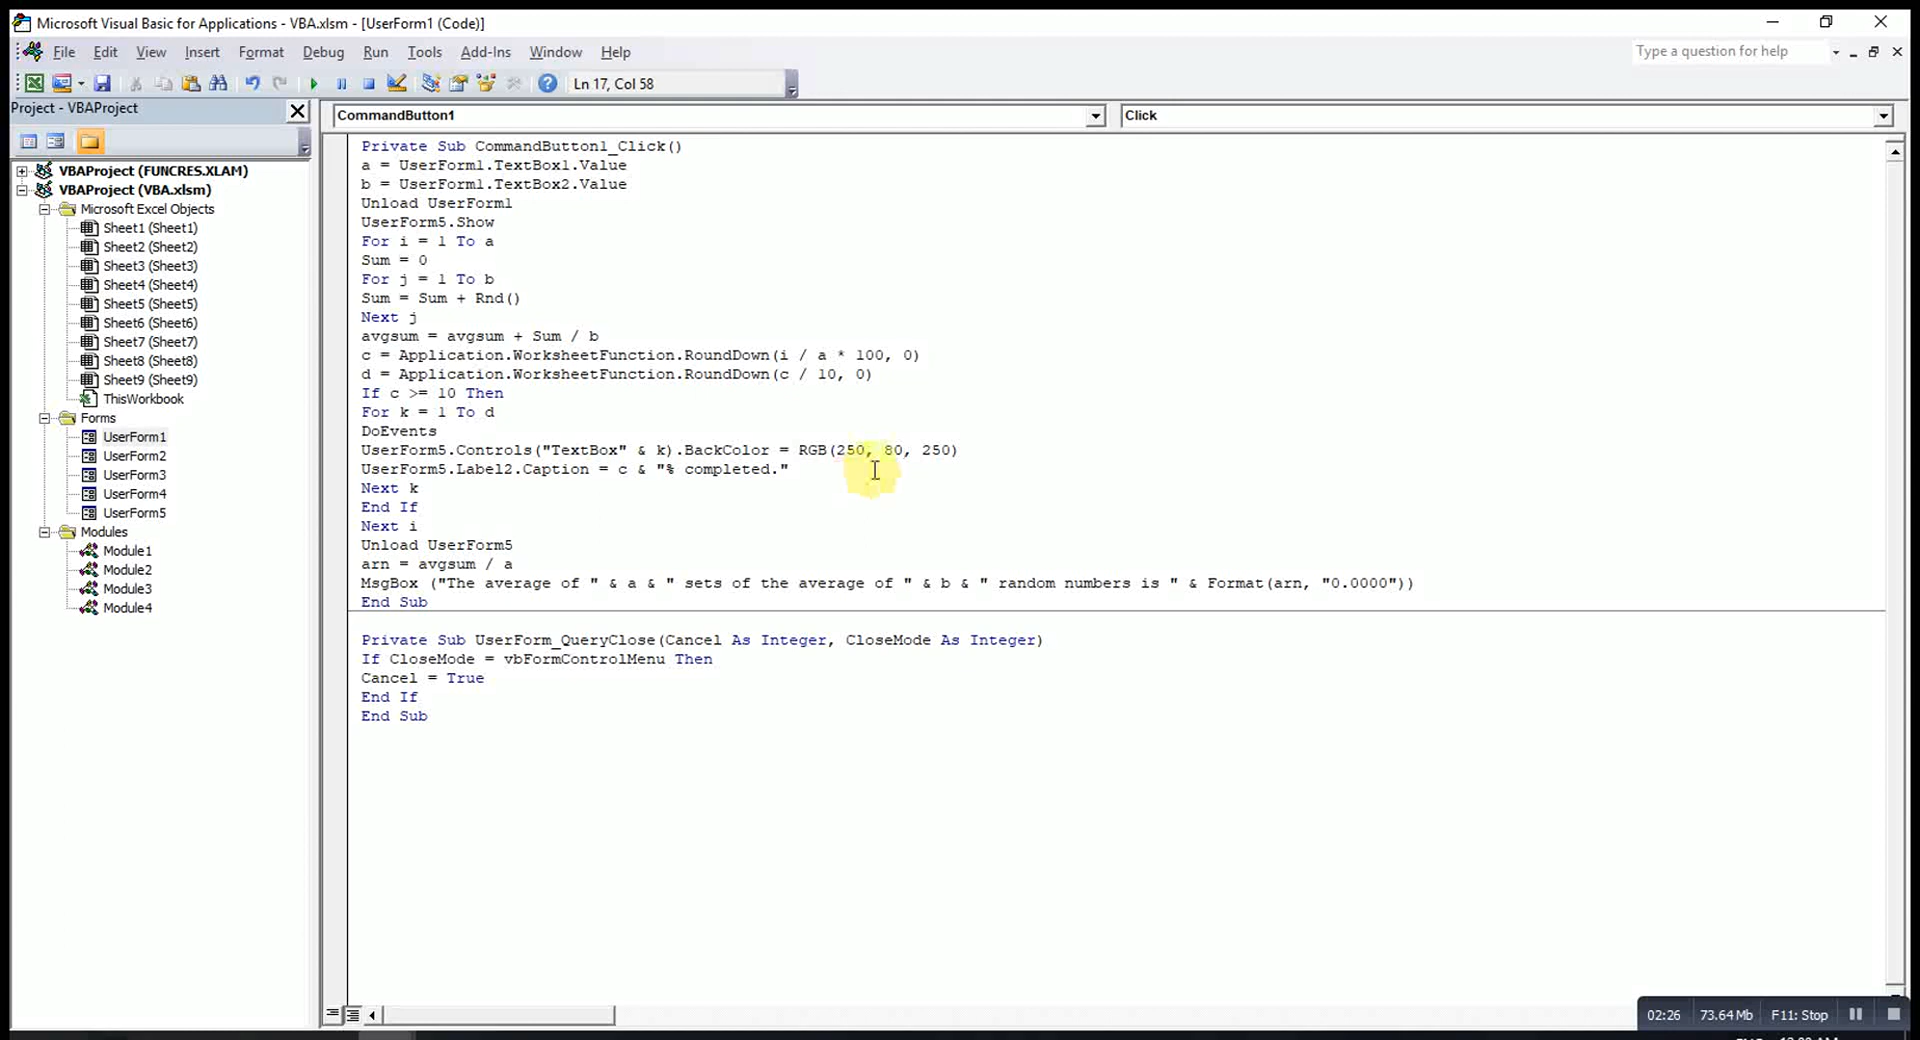 Microsoft Visual Basic for Applications - VBA.xlsm - [UserForm1 (Code)]
File Edit View Insert Format Debug Run Tools Add-Ins Window Help
Type a question for help
Ln 17, Col 58
Project - VBAProject
CommandButton1
Click
VBAProject (FUNCRES.XLAM)
VBAProject (VBA.xlsm)
Microsoft Excel Objects
Sheet1 (Sheet1)
Sheet2 (Sheet2)
Sheet3 (Sheet3)
Sheet4 (Sheet4)
Sheet5 (Sheet5)
Sheet6 (Sheet6)
Sheet7 (Sheet7)
Sheet8 (Sheet8)
Sheet9 (Sheet9)
ThisWorkbook
Forms
UserForm1
UserForm2
UserForm3
UserForm4
UserForm5
Modules
Module1
Module2
Module3
Module4
Private Sub CommandButton1_Click()
a = UserForm1.TextBox1.Value
b = UserForm1.TextBox2.Value
Unload UserForm1
UserForm5.Show
For i = 1 To a
Sum = 0
For j = 1 To b
Sum = Sum + Rnd()
Next j
avgsum = avgsum + Sum / b
c = Application.WorksheetFunction.RoundDown(i / a * 100, 0)
d = Application.WorksheetFunction.RoundDown(c / 10, 0)
If c >= 10 Then
For k = 1 To d
DoEvents
UserForm5.Controls("TextBox" & k).BackColor = RGB(250, 80, 250)
UserForm5.Label2.Caption = c & "% completed."
Next k
End If
Next i
Unload UserForm5
arn = avgsum / a
MsgBox ("The average of " & a & " sets of the average of " & b & " random numbers is " & Format(arn, "0.0000"))
End Sub
Private Sub UserForm_QueryClose(Cancel As Integer, CloseMode As Integer)
If CloseMode = vbFormControlMenu Then
Cancel = True
End If
End Sub
02:26 73.64 Mb F11: Stop